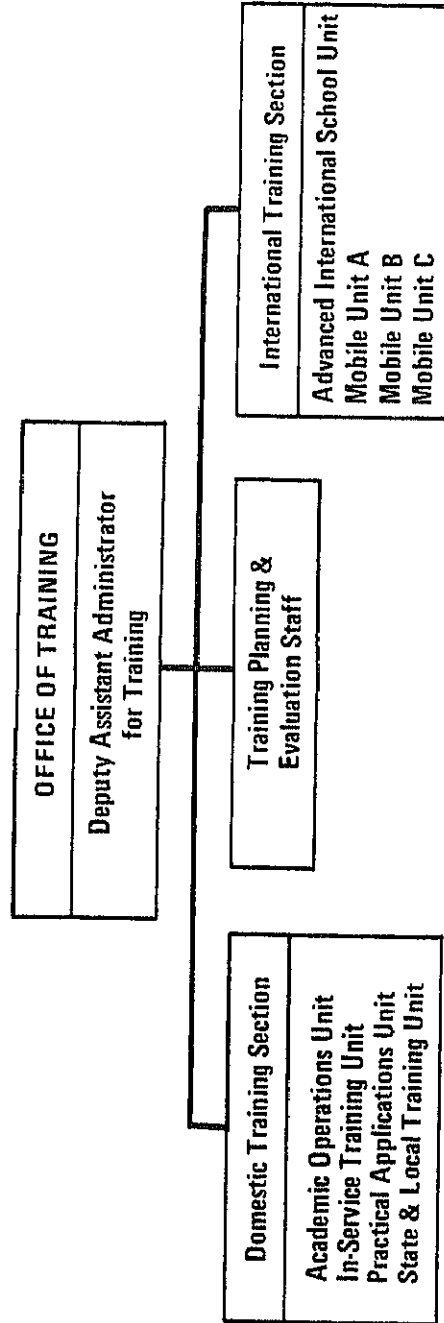 OFFICE OF TRAINING
Deputy Assistant Administrator
for Training
Domestic Training Section
Academic Operations Unit
In-Service Training Unit
Practical Applications Unit
State & Local Training Unit
Training Planning &
Evaluation Staff
International Training Section
Advanced International School Unit
Mobile Unit A
Mobile Unit B
Mobile Unit C